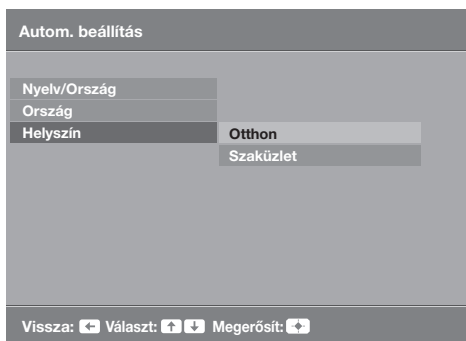 Autom. beállítás
Nyelv/Ország
Ország
Helyszín
Otthon
Szaküzlet
Vissza: Választ: Megerősít: